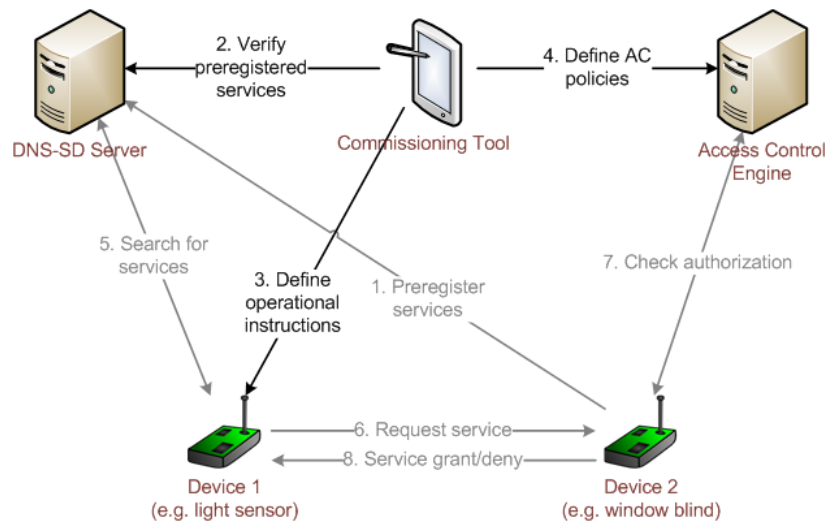 2. Verify
preregistered
services
4. Define AC
policies
DNS-SD Server
Commissioning Tool
Access Control
Engine
5. Search for
services
3. Define
operational
instructions
1. Preregister
services
7. Check authorization
6. Request service
8. Service grant/deny
Device 1
(e.g. light sensor)
Device 2
(e.g. window blind)